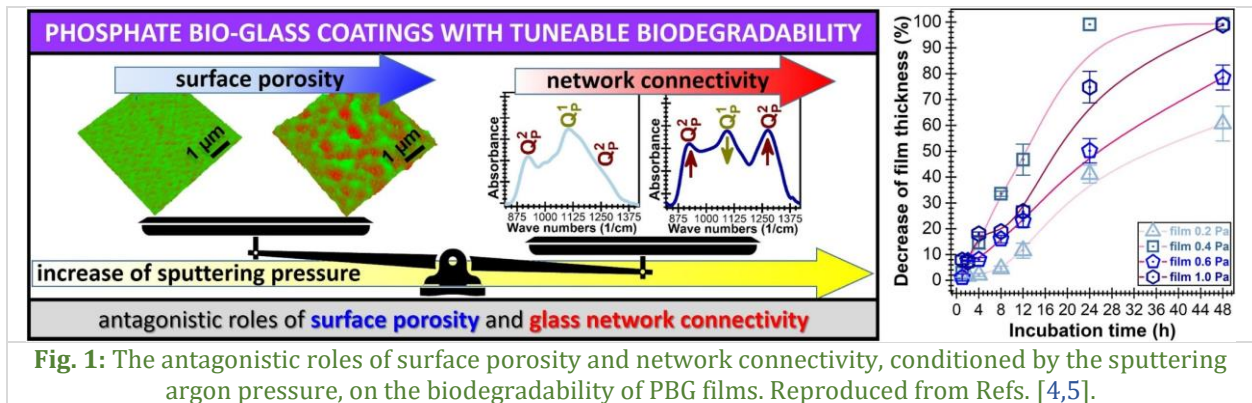 PHOSPHATE BIO-GLASS COATINGS WITH TUNEABLE BIODEGRADABILITY
surface porosity
network connectivity
1 µm
1 µm
Absorbance
Q²P
Q¹P
Q²P
875 1000 1125 1250 1375
Wave numbers (1/cm)
Absorbance
Q²P
Q¹P
Q²P
875 1000 1125 1250 1375
Wave numbers (1/cm)
increase of sputtering pressure
antagonistic roles of surface porosity and glass network connectivity
Decrease of film thickness (%)
100
90
80
70
60
50
40
30
20
10
0
film 0.2 Pa
film 0.4 Pa
film 0.6 Pa
film 1.0 Pa
0 4 8 12 16 20 24 28 32 36 40 44 48
Incubation time (h)
Fig. 1: The antagonistic roles of surface porosity and network connectivity, conditioned by the sputtering
argon pressure, on the biodegradability of PBG films. Reproduced from Refs. [4,5].